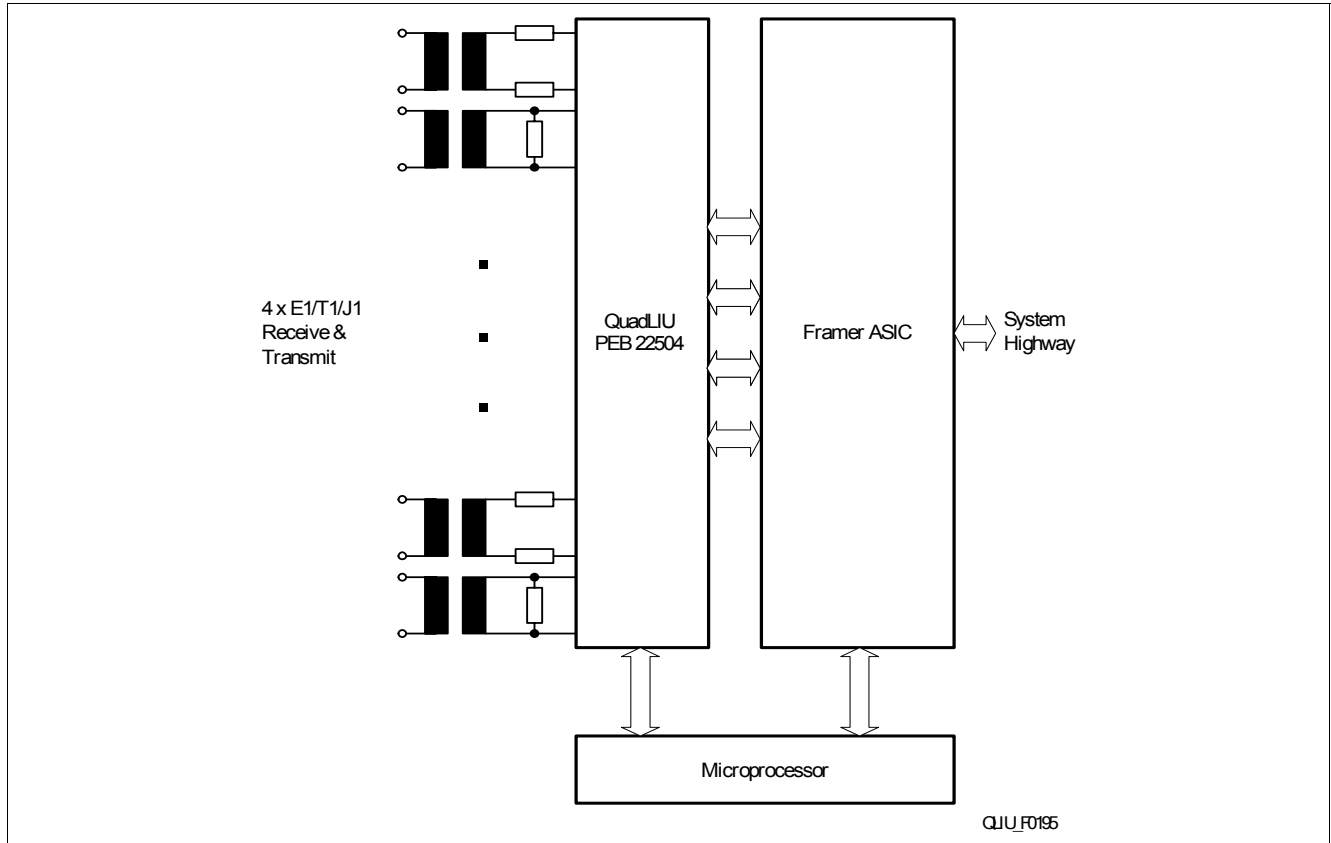 4 x E1/T1/J1
Receive &
Transmit
QuadLIU
PEB 22504
Framer ASIC
System
Highway
Microprocessor
QLIU_F0195